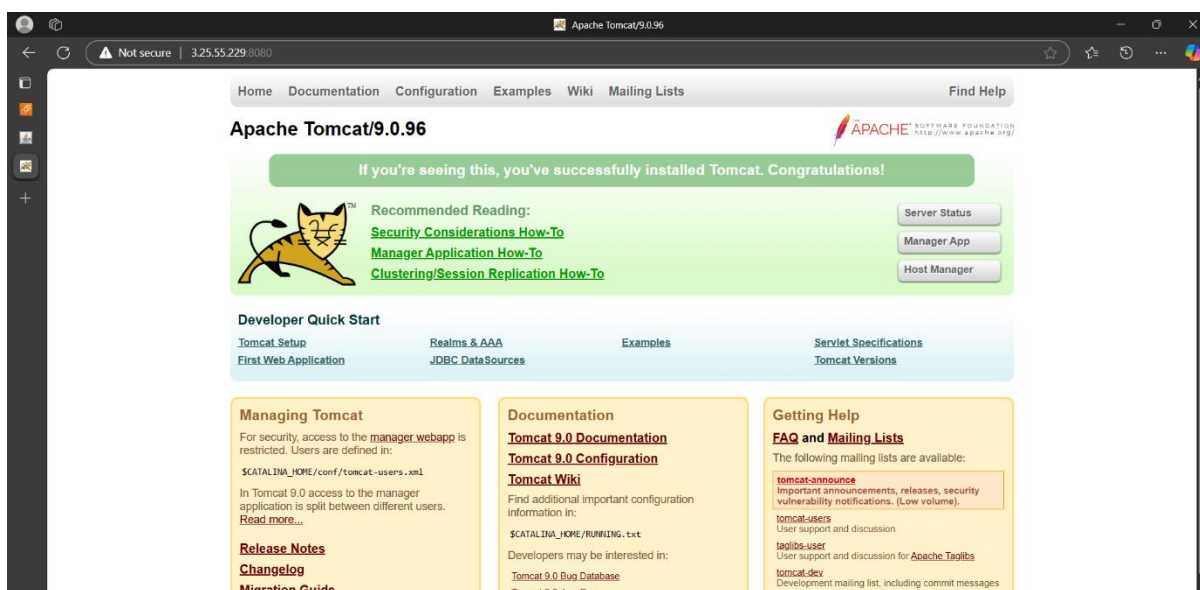 Apache Tomcat/9.0.96
Not secure | 3.25.55.229:8080
Home Documentation Configuration Examples Wiki Mailing Lists Find Help
Apache Tomcat/9.0.96
THE
APACHE SOFTWARE FOUNDATION
http://www.apache.org/
If you're seeing this, you've successfully installed Tomcat. Congratulations!
TM
Recommended Reading:
Security Considerations How-To
Manager Application How-To
Clustering/Session Replication How-To
Server Status
Manager App
Host Manager
Developer Quick Start
Tomcat Setup
First Web Application
Realms & AAA
JDBC DataSources
Examples
Servlet Specifications
Tomcat Versions
Managing Tomcat
For security, access to the manager webapp is
restricted. Users are defined in:
$CATALINA_HOME/conf/tomcat-users.xml
In Tomcat 9.0 access to the manager
application is split between different users.
Read more...
Release Notes
Changelog
Migration Guide
Documentation
Tomcat 9.0 Documentation
Tomcat 9.0 Configuration
Tomcat Wiki
Find additional important configuration
information in:
$CATALINA_HOME/RUNNING.txt
Developers may be interested in:
Tomcat 9.0 Bug Database
Getting Help
FAQ and Mailing Lists
The following mailing lists are available:
tomcat-announce
Important announcements, releases, security
vulnerability notifications. (Low volume).
tomcat-users
User support and discussion
taglibs-user
User support and discussion for Apache Taglibs
tomcat-dev
Development mailing list, including commit messages